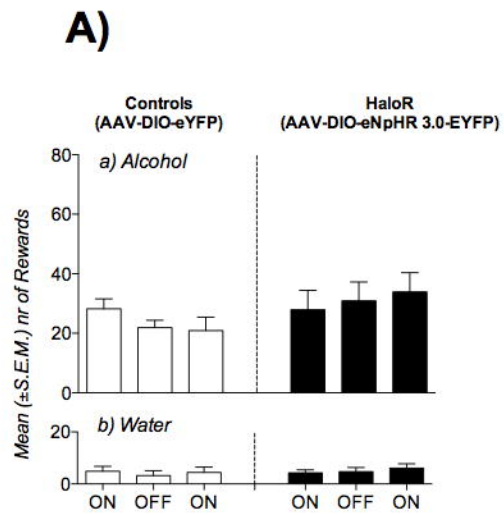 A)
Controls
(AAV-DIO-eYFP)
HaloR
(AAV-DIO-eNpHR 3.0-EYFP)
Mean (±S.E.M.) nr of Rewards
a) Alcohol
80
60
40
20
0
b) Water
20
0
ON OFF ON ON OFF ON